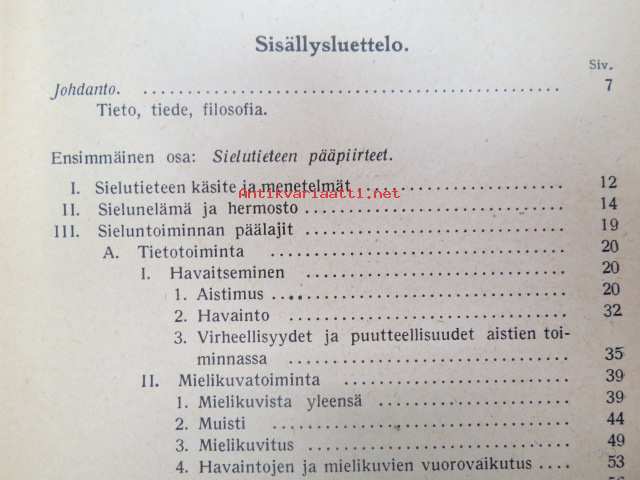 Sisällysluettelo.
Siv.
Johdanto. ........................................ 7
Tieto, tiede, filosofia.
Ensimmäinen osa: Sielutieteen pääpiirteet.
I. Sielutieteen käsite ja menetelmät .................... 12
Antikvariaatti.net
II. Sielunelämä ja hermosto .......................... 14
III. Sieluntoiminnan päälajit .......................... 19
A. Tietotoiminta ............................ 20
I. Havaitseminen ........................ 20
1. Aistimus ........................ 20
2. Havainto ........................ 32
3. Virheellisyydet ja puutteellisuudet aistien toi-
minnassa ........................ 35
II. Mielikuvatoiminta .................... 39
1. Mielikuvista yleensä ................ 39
2. Muisti ........................ 44
3. Mielikuvitus .................... 49
4. Havaintojen ja mielikuvien vuorovaikutus .... 53